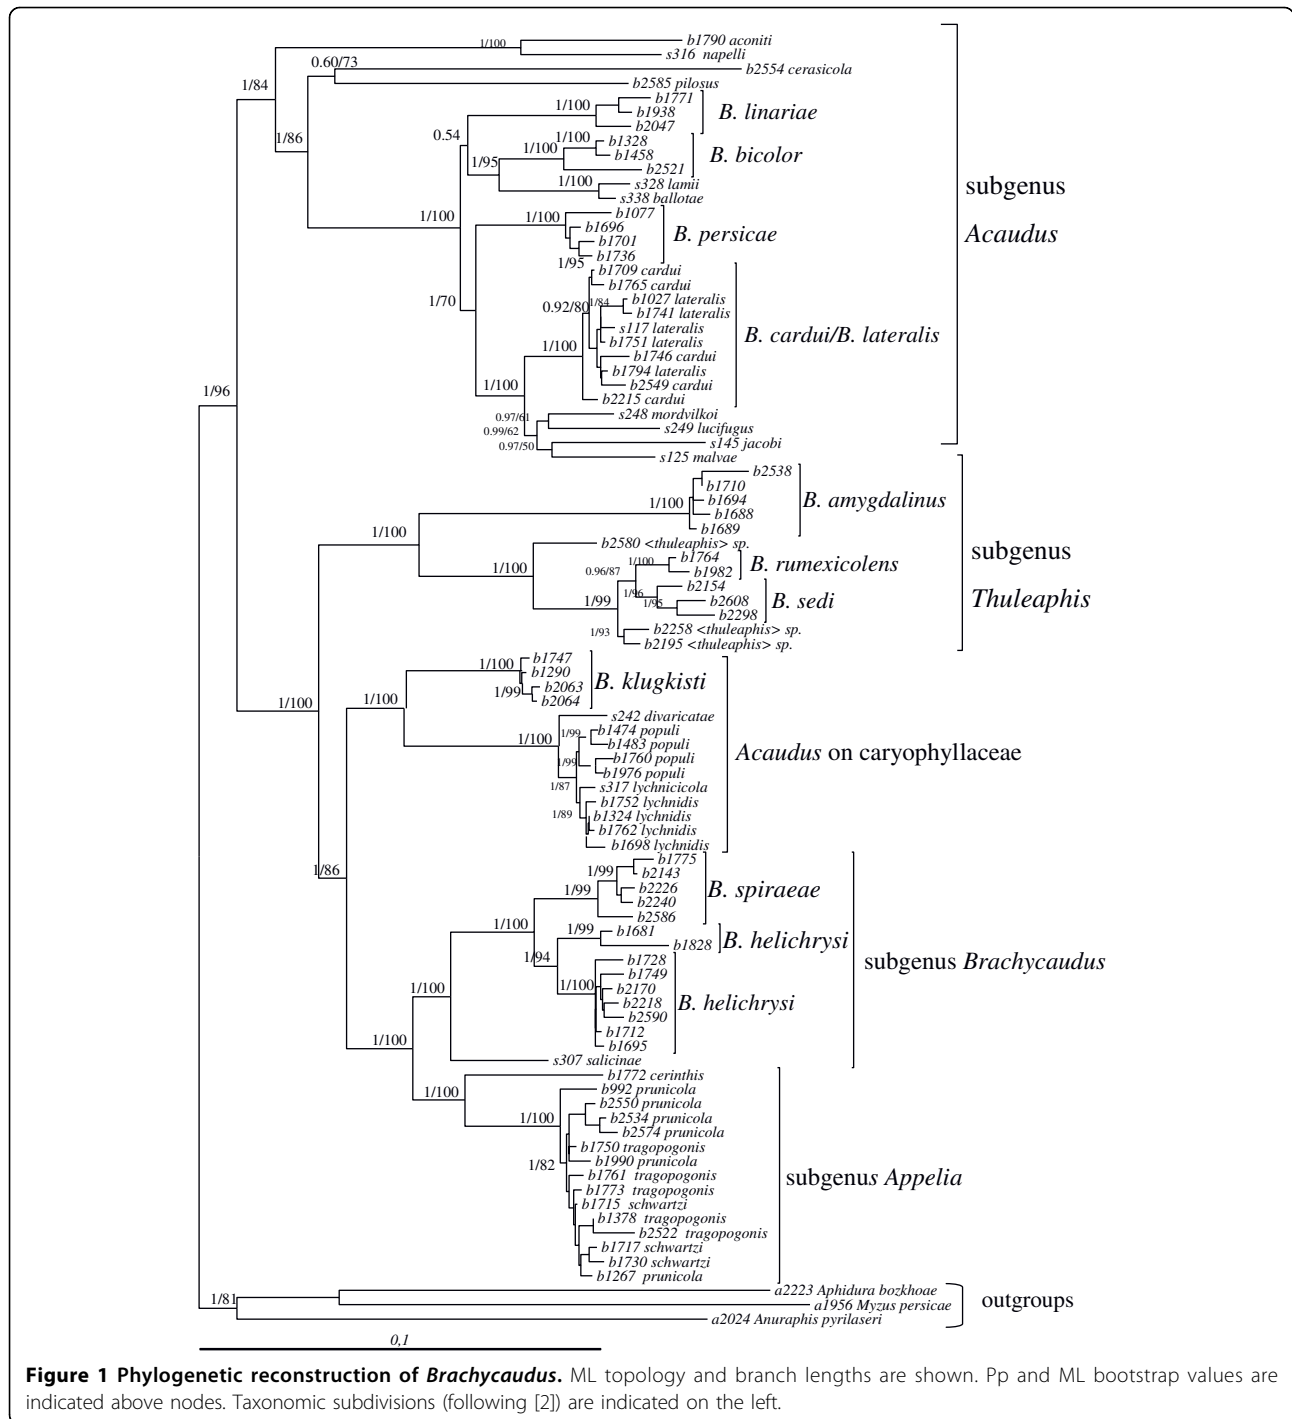 1/100
b1790 aconiti
s316 napelli
0.60/73
b2554 cerasicola
b2585 pilosus
1/84
1/86
1/100
b1771
b1938
b2047
B. linariae
0.54
1/100
b1328
b1458
1/100
b2521
B. bicolor
1/95
1/100
s328 lamii
s338 ballotae
subgenus
Acaudus
1/100
1/100
b1077
b1696
b1701
b1736
1/95
B. persicae
1/70
b1709 cardui
b1765 cardui
0.92/80
1/84
b1027 lateralis
b1741 lateralis
s117 lateralis
b1751 lateralis
b1746 cardui
b1794 lateralis
b2549 cardui
b2215 cardui
B. cardui/B. lateralis
1/100
1/100
0.97/61
s248 mordvilkoi
s249 lucifugus
0.99/62
0.97/50
s145 jacobi
s125 malvae
1/96
b2538
b1710
b1694
b1688
b1689
1/100
B. amygdalinus
1/100
b2580 <thuleaphis> sp.
1/100
0.96/87
1/100
b1764
b1982
B. rumexicolens
1/96
1/95
b2154
b2608
b2298
B. sedi
1/99
1/93
b2258 <thuleaphis> sp.
b2195 <thuleaphis> sp.
subgenus
Thuleaphis
1/100
1/100
1/100
b1747
b1290
b2063
b2064
1/99
B. klugkisti
1/100
s242 divaricatae
b1474 populi
1/99
b1483 populi
b1760 populi
1/99
b1976 populi
1/87
s317 lychnicicola
b1752 lychnidis
b1324 lychnidis
1/89
b1762 lychnidis
b1698 lychnidis
Acaudus on caryophyllaceae
1/86
b1775
b2143
1/99
b2226
b2240
b2586
1/99
B. spiraeae
1/100
1/99
b1681
b1828
B. helichrysi
1/94
1/100
b1728
b1749
b2170
b2218
b2590
b1712
b1695
B. helichrysi
subgenus Brachycaudus
1/100
s307 salicinae
1/100
1/100
b1772 cerinthis
b992 prunicola
b2550 prunicola
b2534 prunicola
b2574 prunicola
1/100
b1750 tragopogonis
b1990 prunicola
1/82
b1761 tragopogonis
b1773 tragopogonis
b1715 schwartzi
b1378 tragopogonis
b2522 tragopogonis
b1717 schwartzi
b1730 schwartzi
b1267 prunicola
subgenus Appelia
1/81
a2223 Aphidura bozkhoae
a1956 Myzus persicae
a2024 Anuraphis pyrilaseri
outgroups
0,1
Figure 1 Phylogenetic reconstruction of Brachycaudus. ML topology and branch lengths are shown. Pp and ML bootstrap values are
indicated above nodes. Taxonomic subdivisions (following [2]) are indicated on the left.